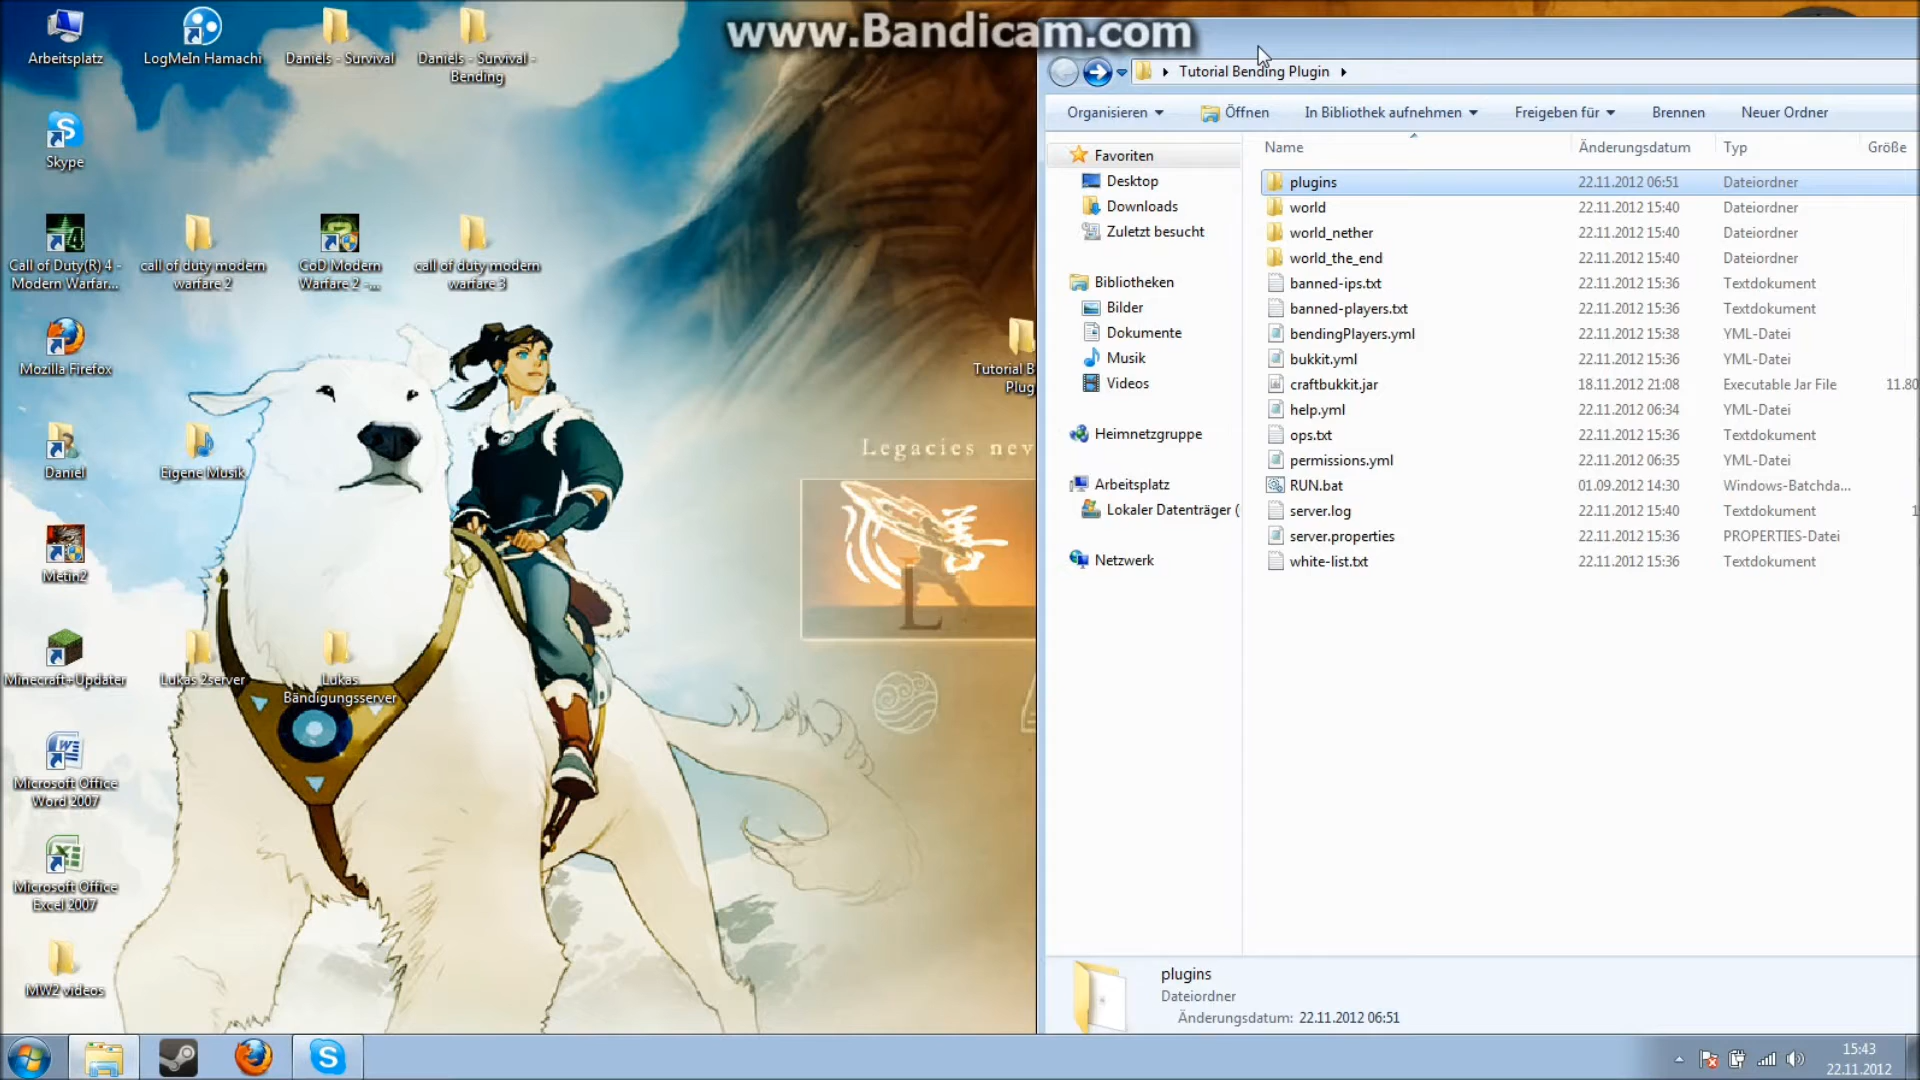 www.Bandicam.com
Arbeitsplatz
LogMeIn Hamachi
Daniels - Survival
Daniels - Survival -
Bending
Skype
Call of Duty(R) 4 -
Modern Warfar...
call of duty modern
warfare 2
CoD Modern
Warfare 2 -...
call of duty modern
warfare 3
Mozilla Firefox
Tutorial B
Plug
Daniel
Eigene Musik
Legacies nev
Metin2
L
Minecraft+Updater
Lukas 2server
Lukas
Bändigungsserver
Microsoft Office
Word 2007
Microsoft Office
Excel 2007
MW2 videos
Tutorial Bending Plugin
Organisieren
Öffnen
In Bibliothek aufnehmen
Freigeben für
Brennen
Neuer Ordner
Favoriten
Desktop
Downloads
Zuletzt besucht
Bibliotheken
Bilder
Dokumente
Musik
Videos
Heimnetzgruppe
Arbeitsplatz
Lokaler Datenträger (
Netzwerk
Name Änderungsdatum Typ Größe
plugins 22.11.2012 06:51 Dateiordner
world 22.11.2012 15:40 Dateiordner
world_nether 22.11.2012 15:40 Dateiordner
world_the_end 22.11.2012 15:40 Dateiordner
banned-ips.txt 22.11.2012 15:36 Textdokument
banned-players.txt 22.11.2012 15:36 Textdokument
bendingPlayers.yml 22.11.2012 15:38 YML-Datei
bukkit.yml 22.11.2012 15:36 YML-Datei
craftbukkit.jar 18.11.2012 21:08 Executable Jar File 11.80
help.yml 22.11.2012 06:34 YML-Datei
ops.txt 22.11.2012 15:36 Textdokument
permissions.yml 22.11.2012 06:35 YML-Datei
RUN.bat 01.09.2012 14:30 Windows-Batchda...
server.log 22.11.2012 15:40 Textdokument 1
server.properties 22.11.2012 15:36 PROPERTIES-Datei
white-list.txt 22.11.2012 15:36 Textdokument
plugins
Dateiordner
Änderungsdatum: 22.11.2012 06:51
15:43
22.11.2012